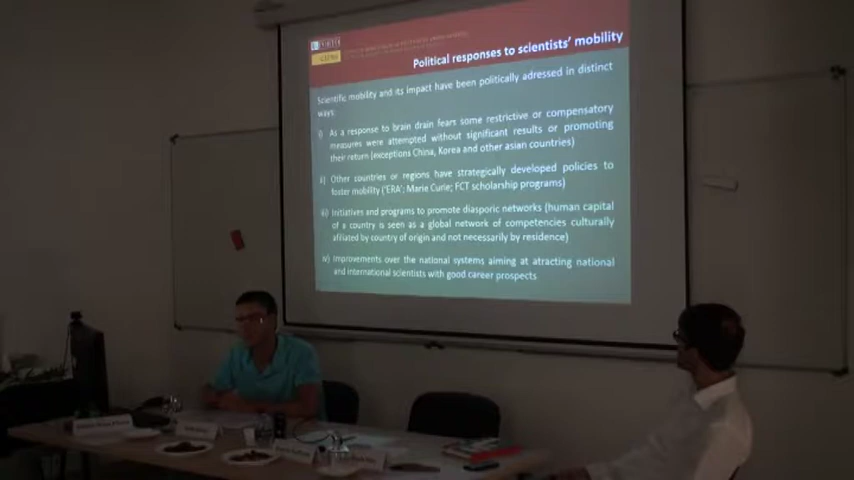 Political responses to scientists' mobility
Scientific mobility and its impact have been politically adressed in distinct
ways
i) As a response to brain drain fears some restrictive or compensatory
measures were attempted without significant results or promoting
their return (exceptions China, Korea and other asian countries)
ii) Other countries or regions have strategically developed policies to
foster mobility ('ERA'; Marie Curie; FCT scholarship programs)
iii) Initiatives and programs to promote diasporic networks (human capital
of a country is seen as a global network of competencies culturally
affiliated by country of origin and not necessarily by residence)
iv) Improvements over the national systems aiming at attracting national
and international scientists with good career prospects